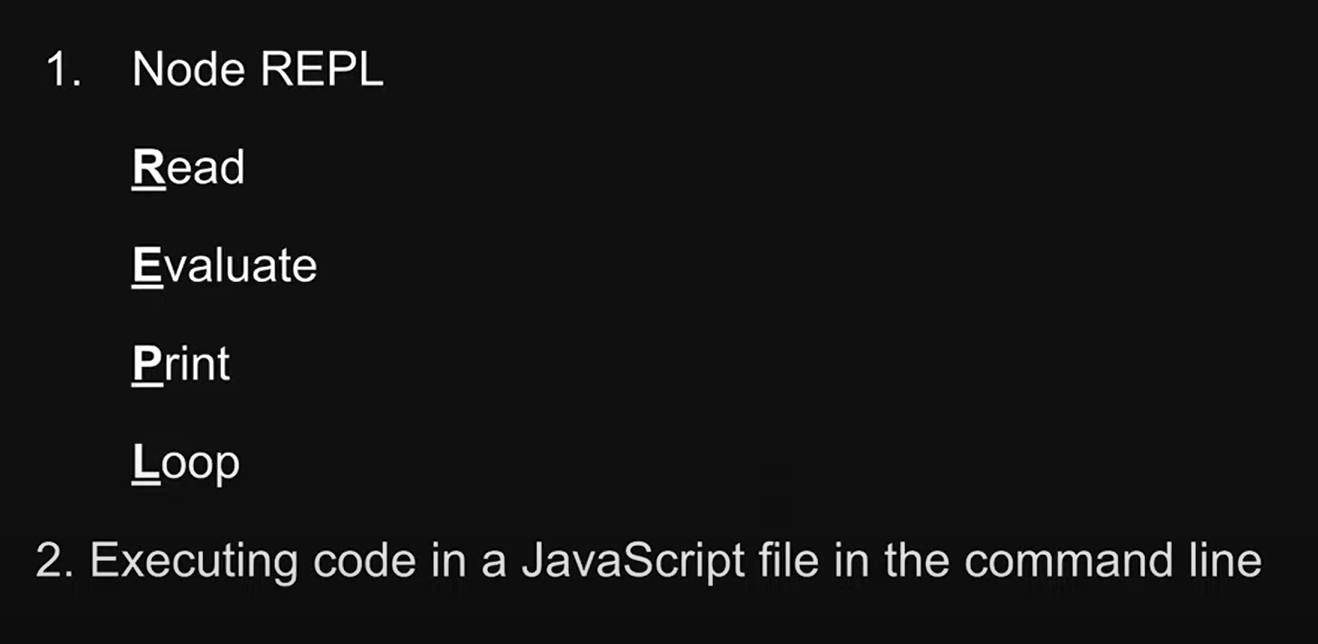 1. Node REPL
Read
Evaluate
Print
Loop
2. Executing code in a JavaScript file in the command line